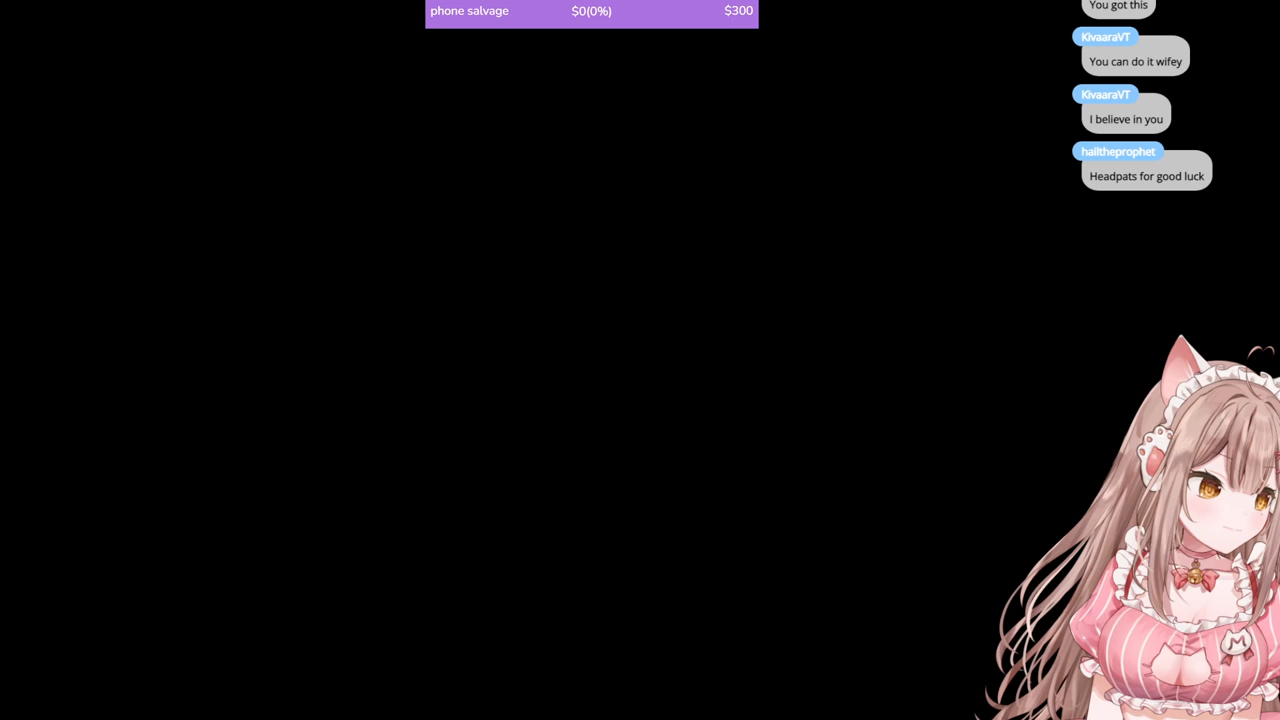 phone salvage $0(0%) $300
You got this
KivaaraVT
You can do it wifey
KivaaraVT
I believe in you
hailtheprophet
Headpats for good luck
M